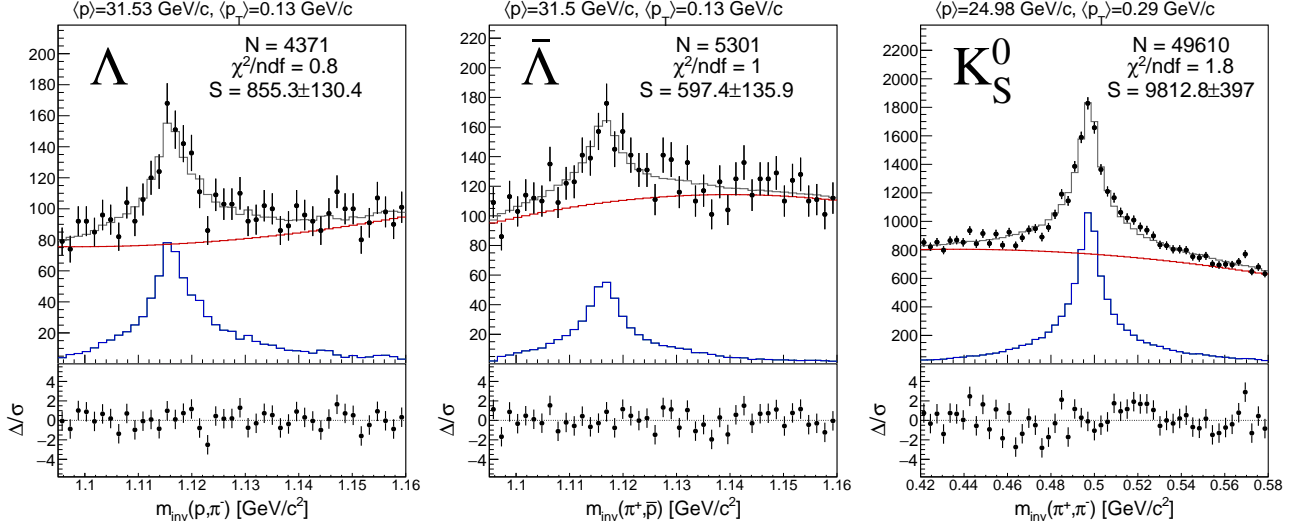 ⟨p⟩=31.53 GeV/c, ⟨p_T⟩=0.13 GeV/c
Λ
N = 4371
χ²/ndf = 0.8
S = 855.3±130.4
220
200
180
160
140
120
100
80
60
40
20
4
2
0
−2
−4
Δ/σ
1.1 1.11 1.12 1.13 1.14 1.15 1.16
m_inv(p,π⁻) [GeV/c²]
⟨p⟩=31.5 GeV/c, ⟨p_T⟩=0.13 GeV/c
Λ̄
N = 5301
χ²/ndf = 1
S = 597.4±135.9
220
200
180
160
140
120
100
80
60
40
20
4
2
0
−2
−4
Δ/σ
1.1 1.11 1.12 1.13 1.14 1.15 1.16
m_inv(π⁺,p̄) [GeV/c²]
⟨p⟩=24.98 GeV/c, ⟨p_T⟩=0.29 GeV/c
K⁰_S
N = 49610
χ²/ndf = 1.8
S = 9812.8±397
2200
2000
1800
1600
1400
1200
1000
800
600
400
200
4
2
0
−2
−4
Δ/σ
0.42 0.44 0.46 0.48 0.5 0.52 0.54 0.56 0.58
m_inv(π⁺,π⁻) [GeV/c²]